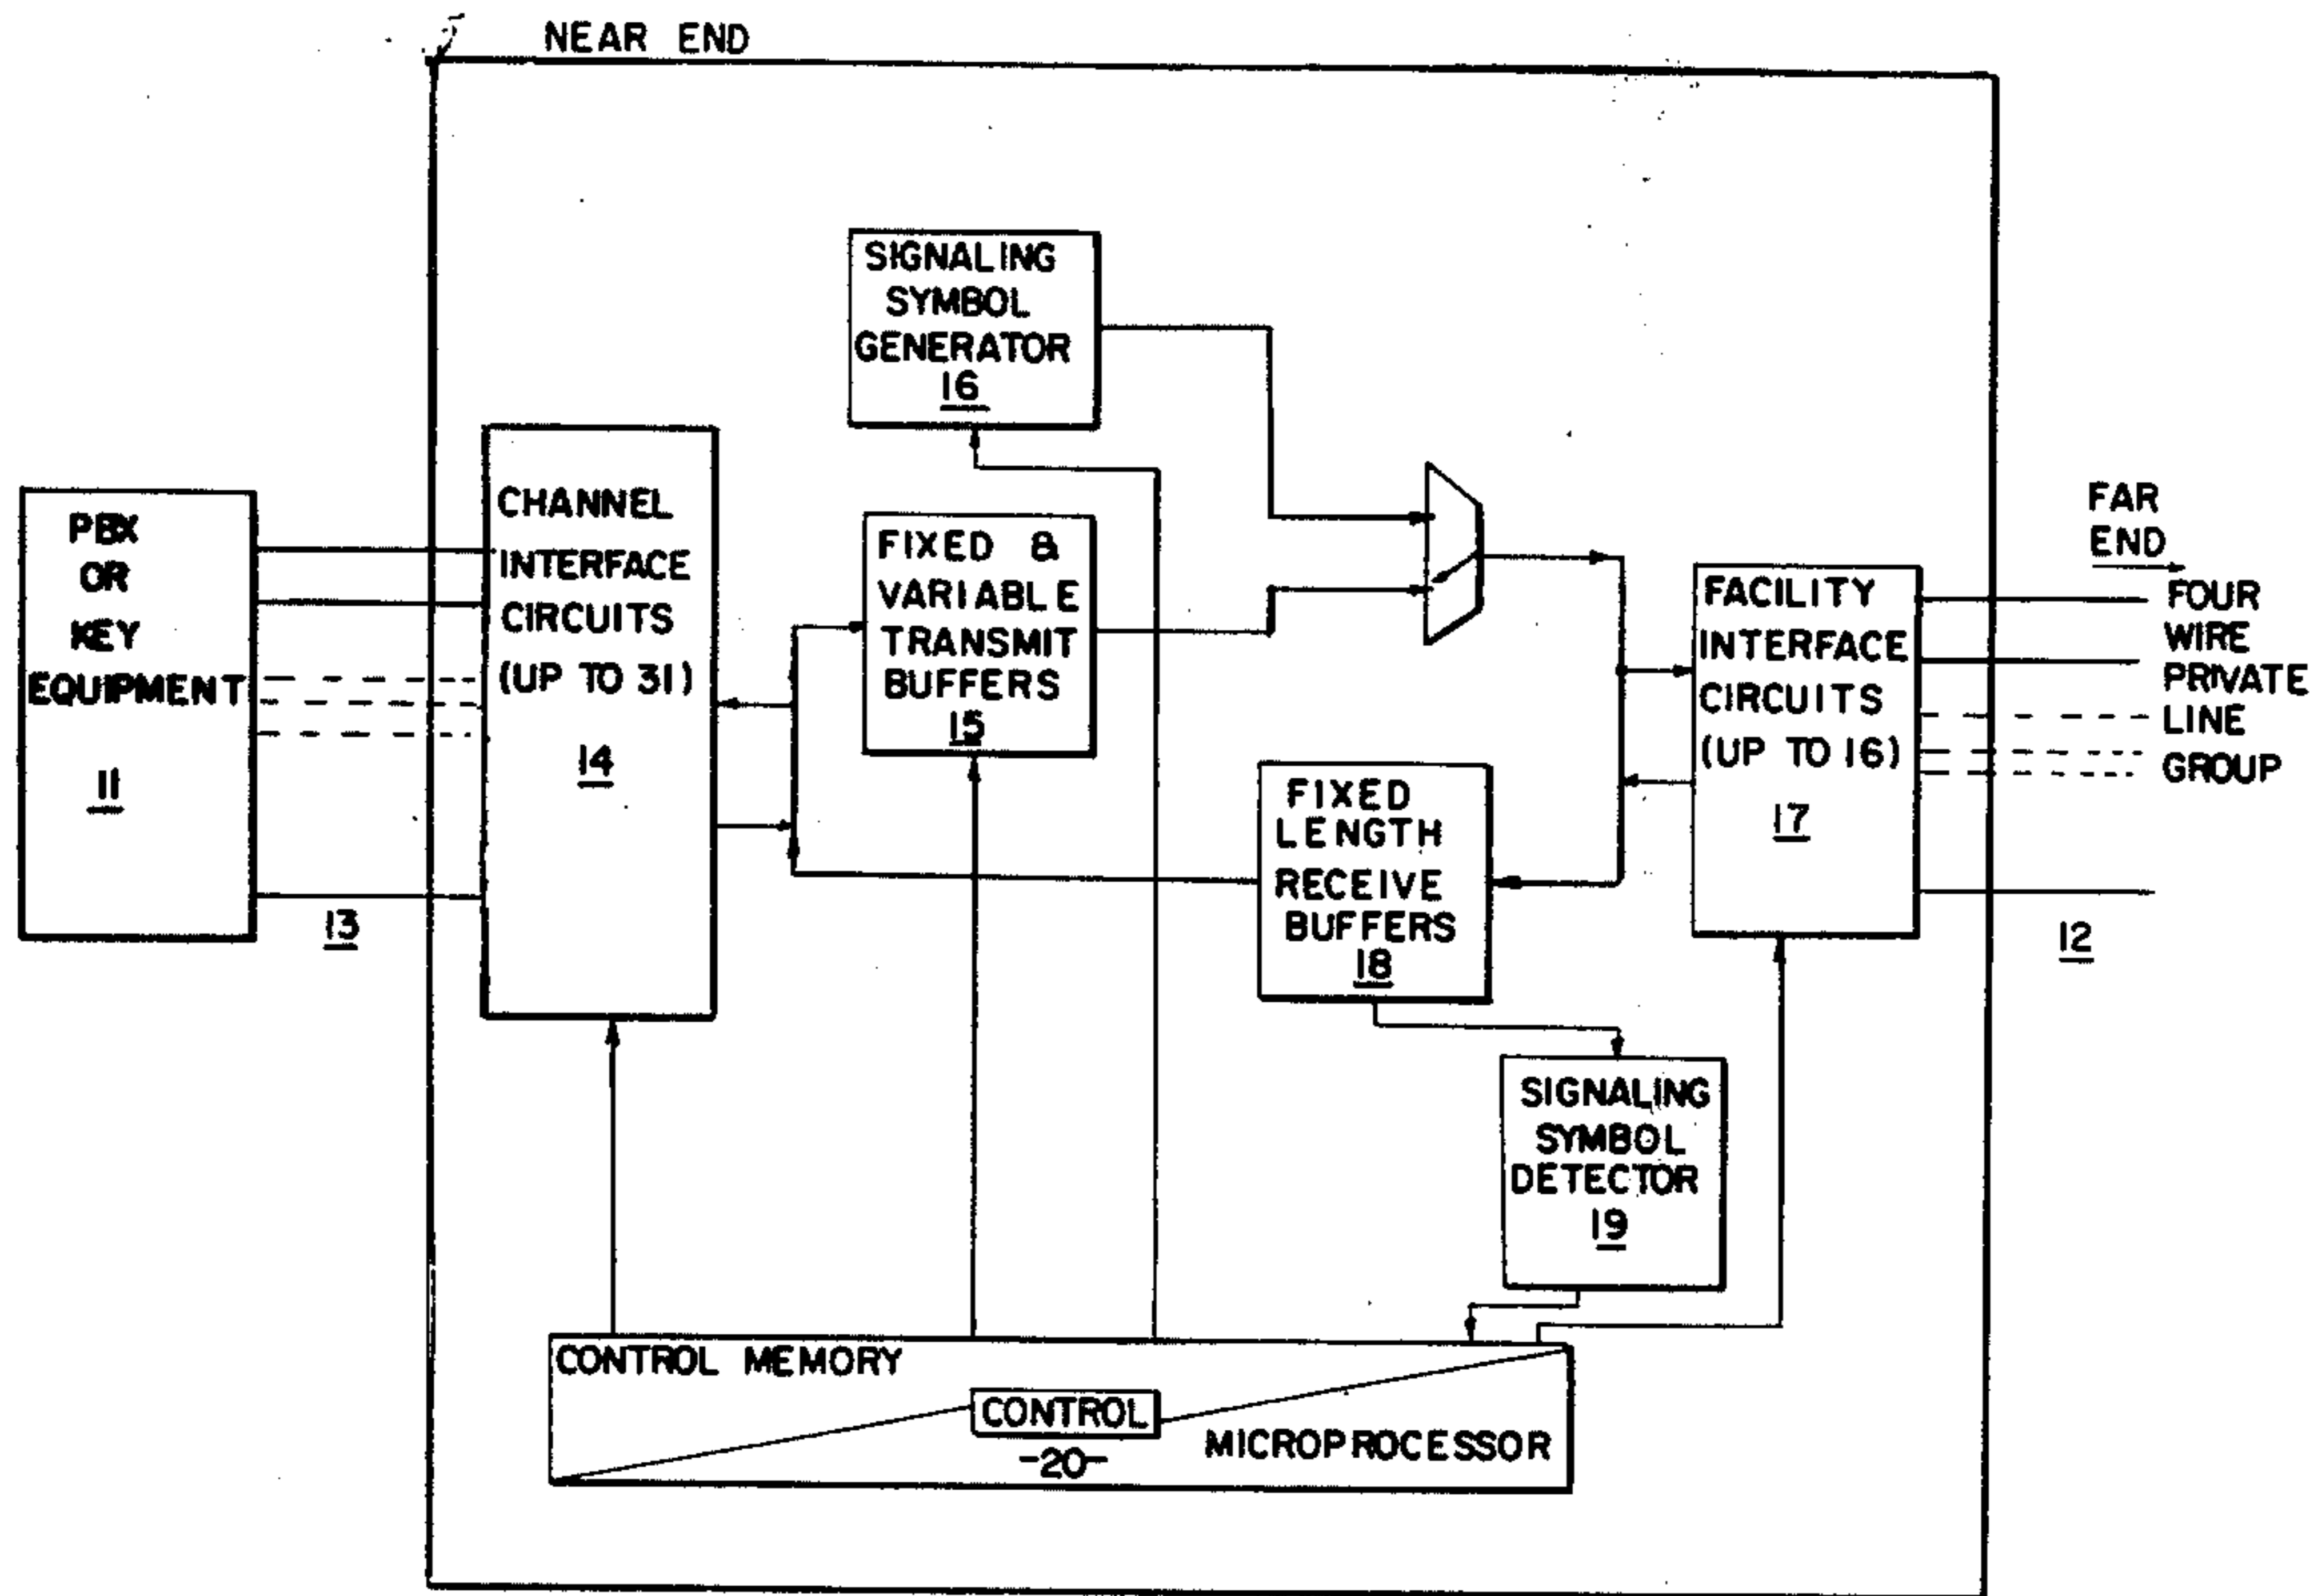 NEAR END
SIGNALING
SYMBOL
GENERATOR
16
PBX
OR
KEY
EQUIPMENT
11
13
CHANNEL
INTERFACE
CIRCUITS
(UP TO 31)
14
FIXED &
VARIABLE
TRANSMIT
BUFFERS
15
FIXED
LENGTH
RECEIVE
BUFFERS
18
FACILITY
INTERFACE
CIRCUITS
(UP TO 16)
17
FAR
END
FOUR
WIRE
PRIVATE
LINE
GROUP
12
SIGNALING
SYMBOL
DETECTOR
19
CONTROL MEMORY
CONTROL
-20-
MICROPROCESSOR